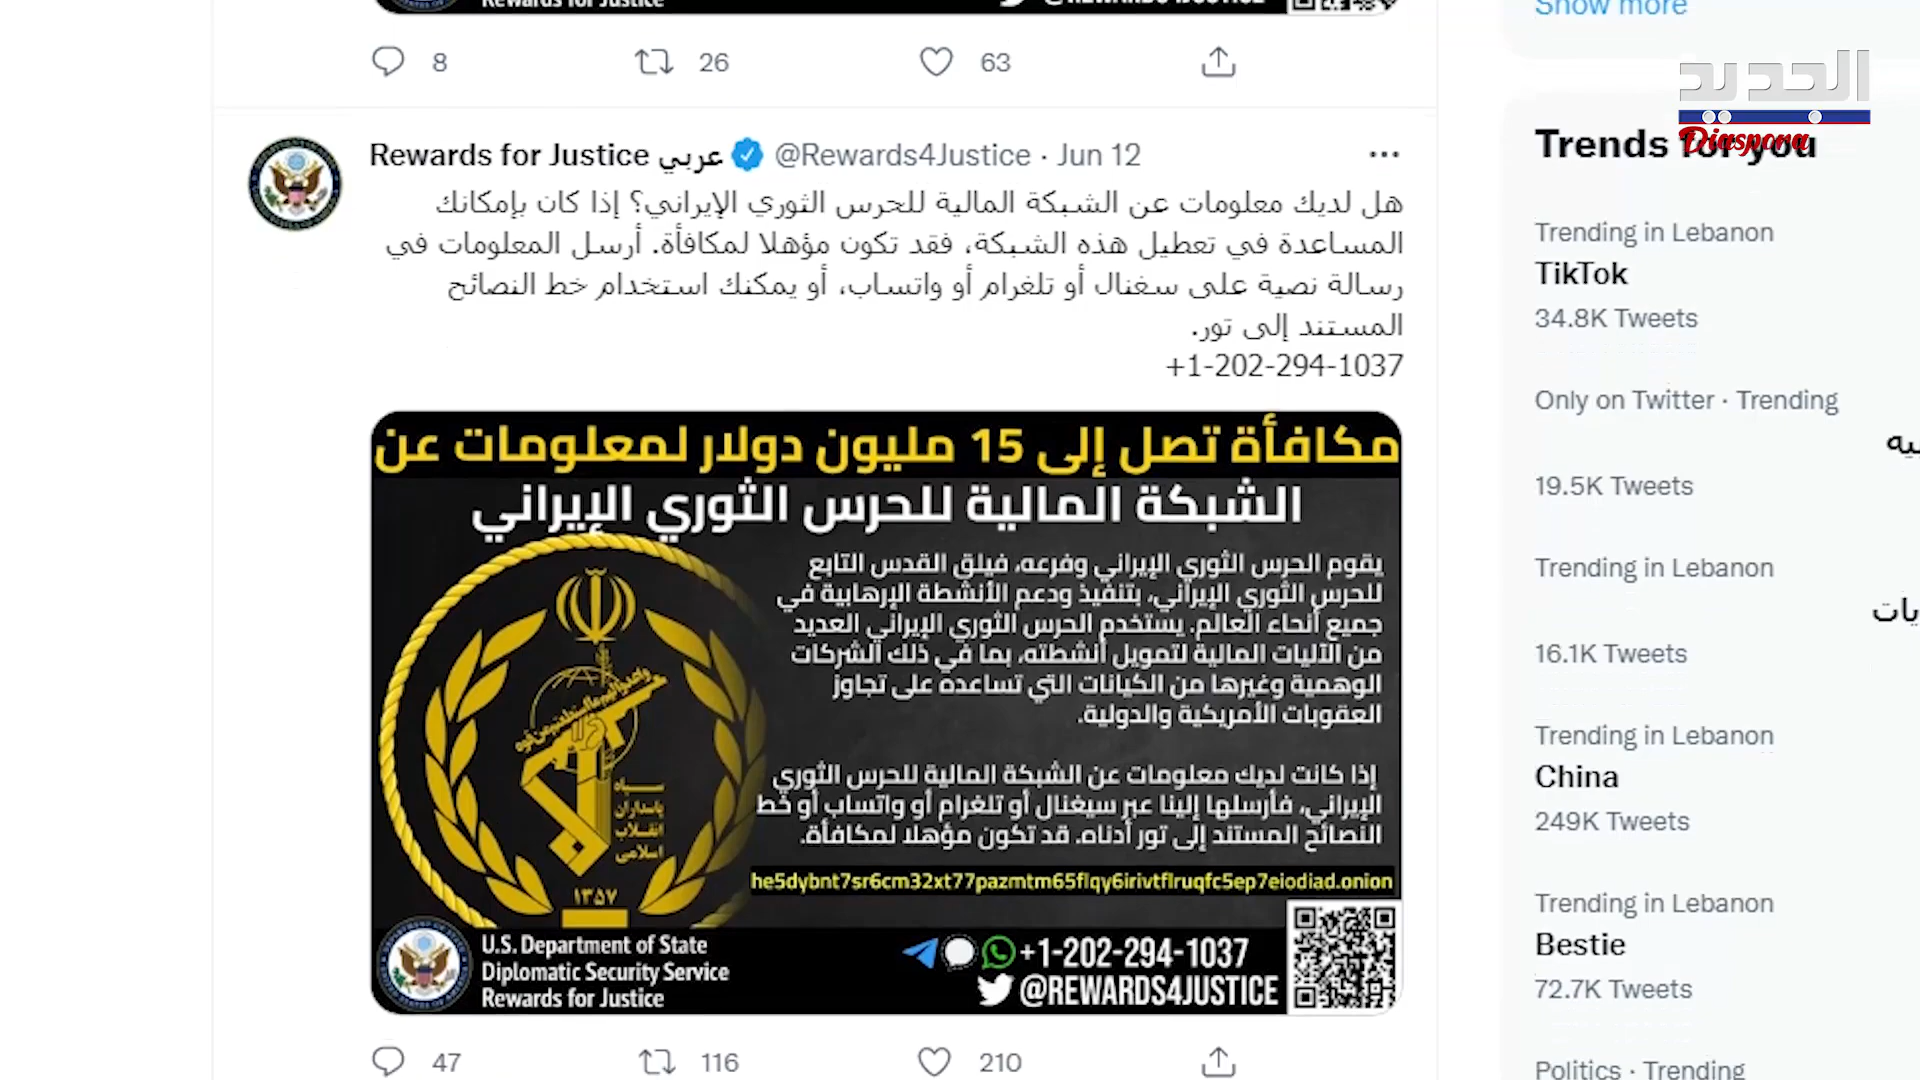 Rewards for Justice
8
26
63
Show more
الجديد
Diaspora
Rewards for Justice عربي @Rewards4Justice · Jun 12
هل لديك معلومات عن الشبكة المالية للحرس الثوري الإيراني؟ إذا كان بإمكانك
المساعدة في تعطيل هذه الشبكة، فقد تكون مؤهلا لمكافأة. أرسل المعلومات في
رسالة نصية على سغنال أو تلغرام أو واتساب، أو يمكنك استخدام خط النصائح
المستند إلى تور.
+1-202-294-1037
مكافأة تصل إلى 15 مليون دولار لمعلومات عن
الشبكة المالية للحرس الثوري الإيراني
يقوم الحرس الثوري الإيراني وفرعه، فيلق القدس التابع
للحرس الثوري الإيراني، بتنفيذ ودعم الأنشطة الإرهابية في
جميع أنحاء العالم. يستخدم الحرس الثوري الإيراني العديد
من الآليات المالية لتمويل أنشطته، بما في ذلك الشركات
الوهمية وغيرها من الكيانات التي تساعده على تجاوز
العقوبات الأمريكية والدولية.
إذا كانت لديك معلومات عن الشبكة المالية للحرس الثوري
الإيراني، فأرسلها إلينا عبر سيغنال أو تلغرام أو واتساب أو خط
النصائح المستند إلى تور أدناه. قد تكون مؤهلا لمكافأة.
he5dybnt7sr6cm32xt77pazmtm65flqy6irivtflruqfc5ep7eiodiad.onion
سپاه
پاسداران
انقلاب
اسلامی
۱۳۵۷
U.S. Department of State
Diplomatic Security Service
Rewards for Justice
+1-202-294-1037
@REWARDS4JUSTICE
47
116
210
Trends for you
Trending in Lebanon
TikTok
34.8K Tweets
Only on Twitter · Trending
19.5K Tweets
Trending in Lebanon
16.1K Tweets
Trending in Lebanon
China
249K Tweets
Trending in Lebanon
Bestie
72.7K Tweets
Politics · Trending